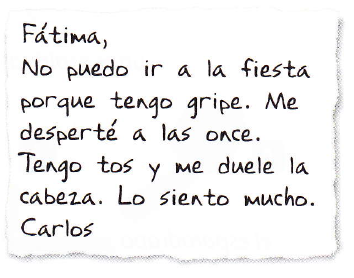 Fátima,
No puedo ir a la fiesta
porque tengo gripe. Me
desperté a las once.
Tengo tos y me duele la
cabeza. Lo siento mucho.
Carlos